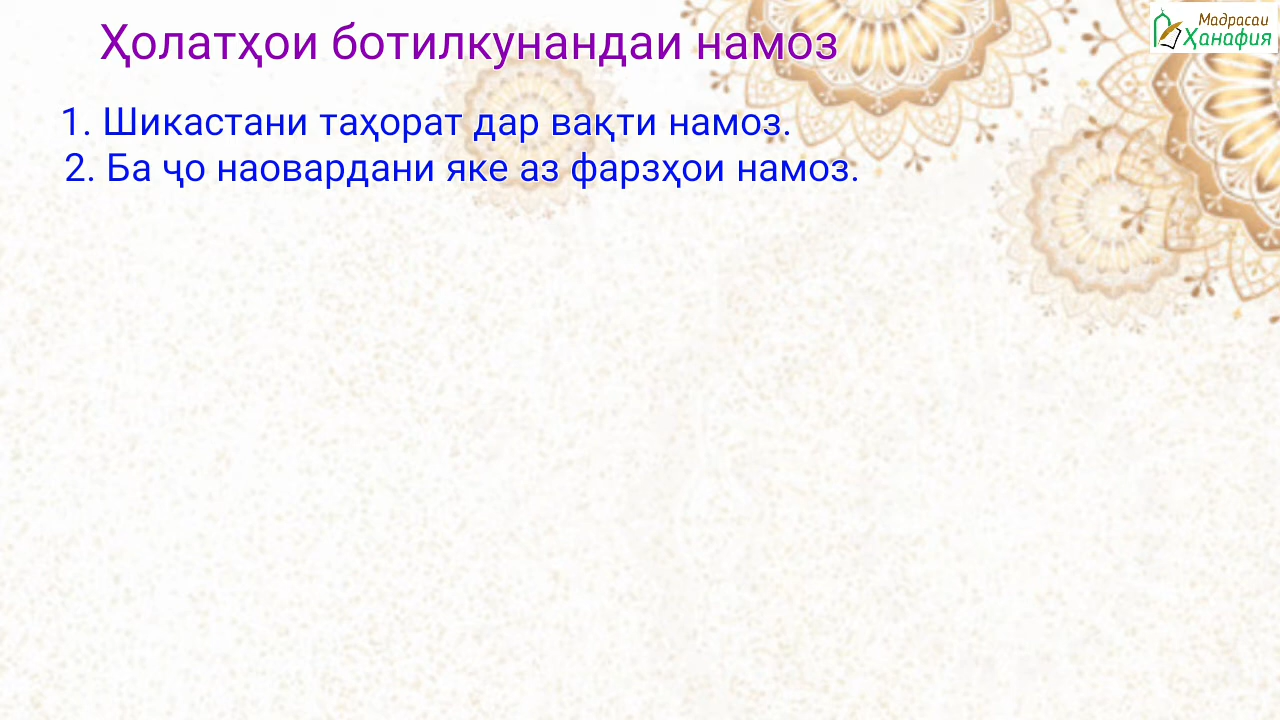 Ҳолатҳои ботилкунандаи намоз
Мадрасаи
Ҳанафия
1. Шикастани таҳорат дар вақти намоз.
2. Ба ҷо наовардани яке аз фарзҳои намоз.